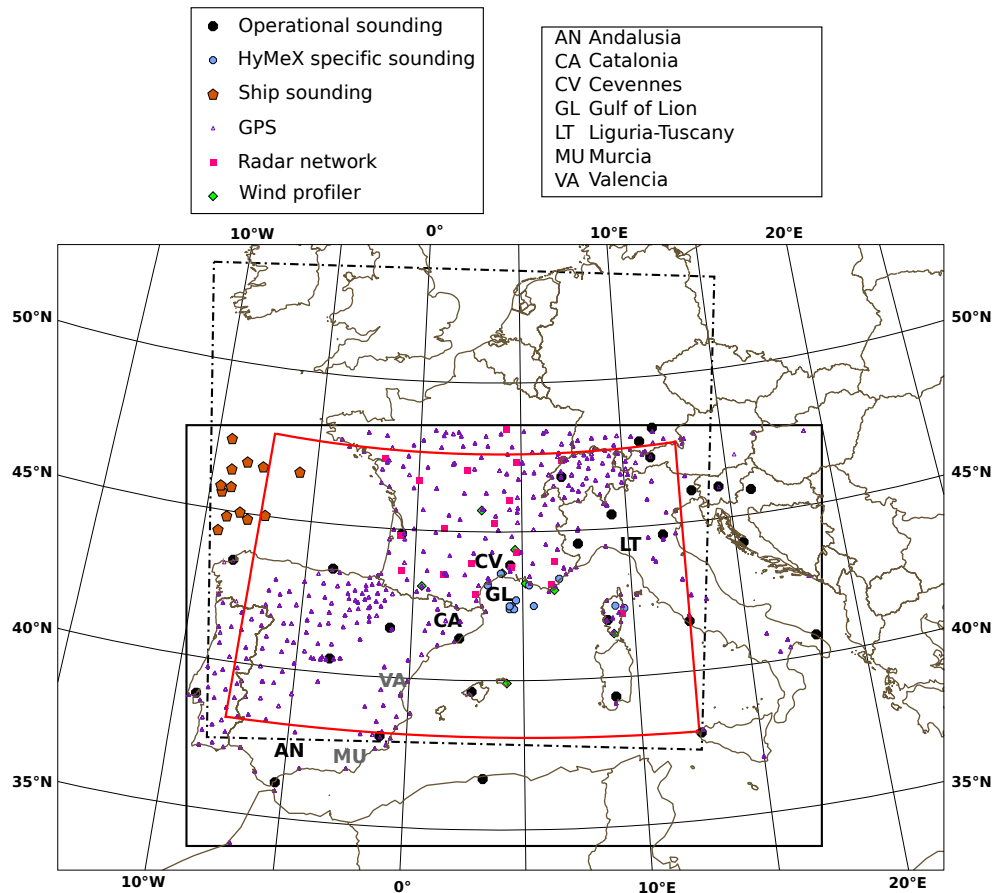 Operational sounding
HyMeX specific sounding
Ship sounding
GPS
Radar network
Wind profiler
AN Andalusia
CA Catalonia
CV Cevennes
GL Gulf of Lion
LT Liguria-Tuscany
MU Murcia
VA Valencia
10°W 0° 10°E 20°E
50°N 50°N
45°N 45°N
40°N 40°N
35°N 35°N
LT
CV
GL
CA
VA
AN
MU
10°W 0° 10°E 20°E